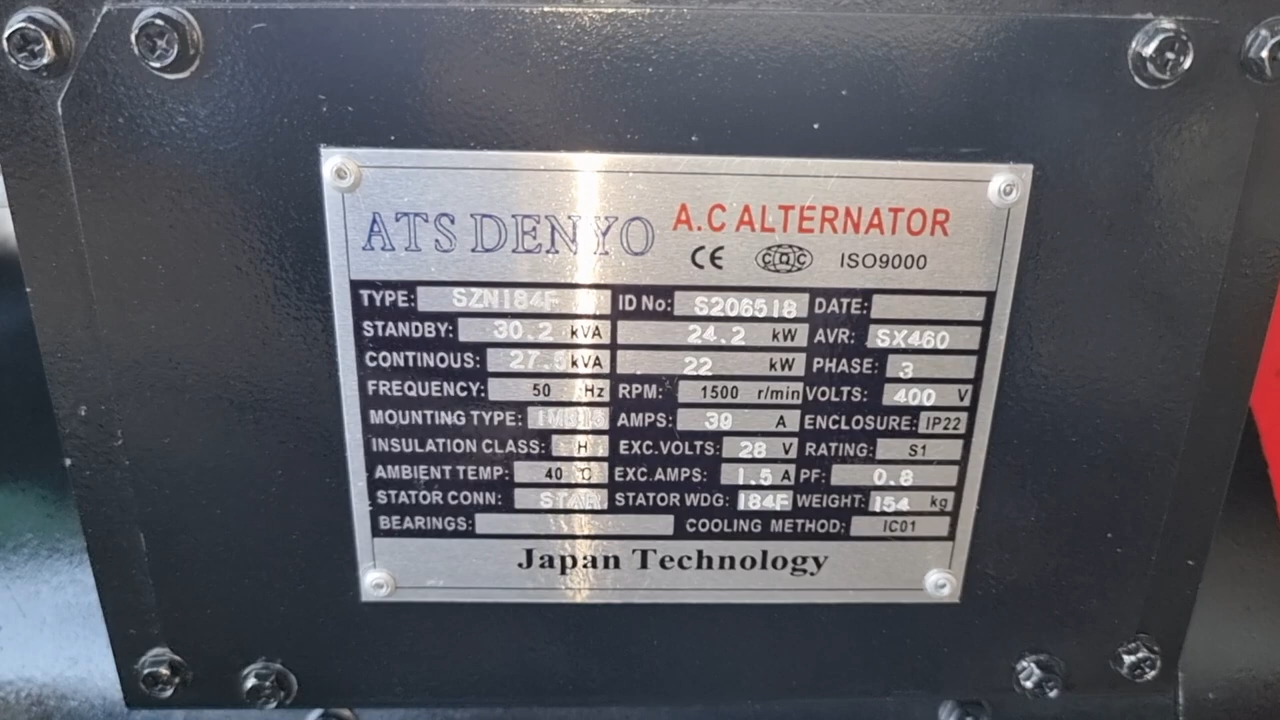 ATS DENYO A.C ALTERNATOR
CE CQC ISO9000
TYPE: SZN184F ID No: S206518 DATE:
STANDBY: 30.2 kVA 24.2 kW AVR: SX460
CONTINOUS: 27.5 kVA 22 kW PHASE: 3
FREQUENCY: 50 Hz RPM: 1500 r/min VOLTS: 400 V
MOUNTING TYPE: AMPS: 39 A ENCLOSURE: IP22
INSULATION CLASS: H EXC.VOLTS: 28 V RATING: S1
AMBIENT TEMP: 40 C EXC.AMPS: 1.5 A PF: 0.8
STATOR CONN: STAR STATOR WDG: 184F WEIGHT: 154 kg
BEARINGS: COOLING METHOD: IC01
Japan Technology